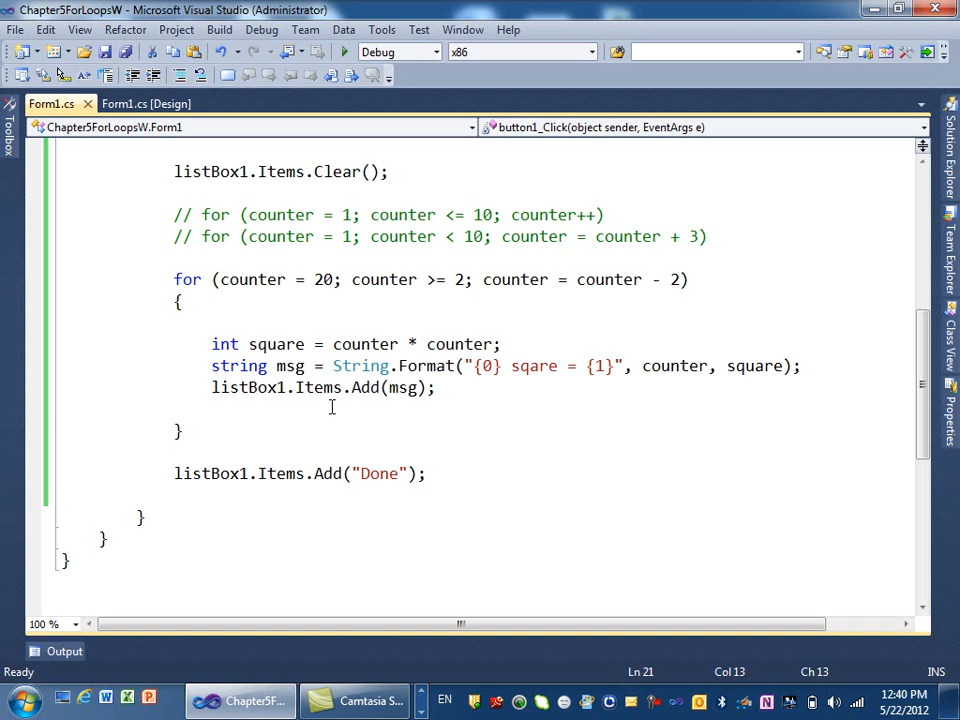 Chapter5ForLoopsW - Microsoft Visual Studio (Administrator)
File Edit View Refactor Project Build Debug Team Data Tools Test Window Help
Debug x86
Form1.cs Form1.cs [Design]
Chapter5ForLoopsW.Form1 button1_Click(object sender, EventArgs e)
Toolbox
Solution Explorer
Team Explorer
Class View
Properties
listBox1.Items.Clear();
// for (counter = 1; counter <= 10; counter++)
// for (counter = 1; counter < 10; counter = counter + 3)
for (counter = 20; counter >= 2; counter = counter - 2)
{
int square = counter * counter;
string msg = String.Format("{0} sqare = {1}", counter, square);
listBox1.Items.Add(msg);
}
listBox1.Items.Add("Done");
}
}
}
100 %
Output
Ready Ln 21 Col 13 Ch 13 INS
Chapter5F... Camtasia S... EN 12:40 PM
5/22/2012